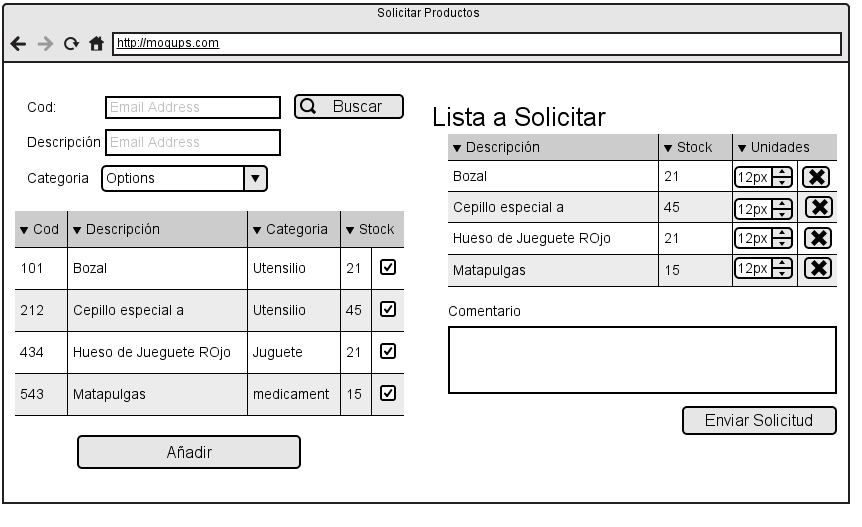 Solicitar Productos
http://moqups.com
Cod:
Email Address
Buscar
Descripción
Email Address
Categoria
Options
Cod
Descripción
Categoria
Stock
101
Bozal
Utensilio
21
212
Cepillo especial a
Utensilio
45
434
Hueso de Jueguete ROjo
Juguete
21
543
Matapulgas
medicament
15
Añadir
Lista a Solicitar
Descripción
Stock
Unidades
Bozal
21
12px
Cepillo especial a
45
12px
Hueso de Jueguete ROjo
21
12px
Matapulgas
15
12px
Comentario
Enviar Solicitud